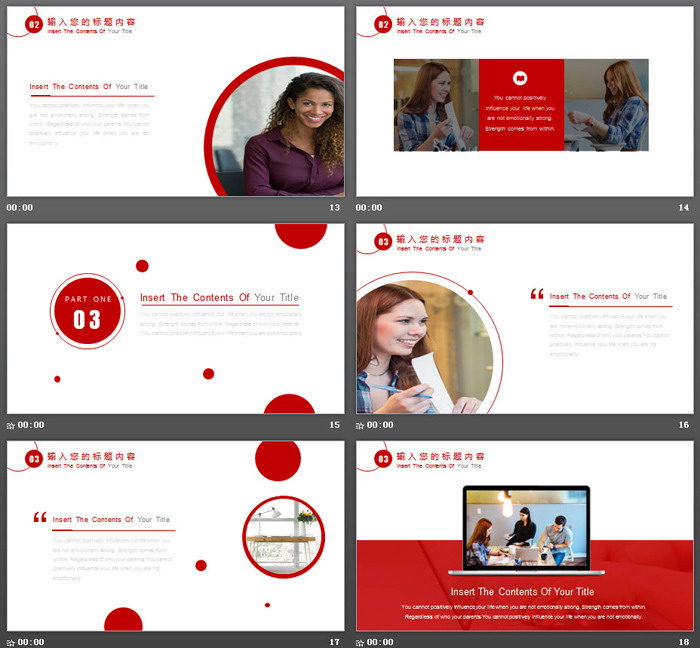 02
输入您的标题内容
Insert The Contents Of Your Title
Insert The Contents Of Your Title
You cannot positively influence your life when you
are not emotionally strong. Strength comes from
within. Regardless of who your parents You cannot
positively influence your life when you are not
emotionally.
00:00
13
02
输入您的标题内容
Insert The Contents Of Your Title
You cannot positively
influence your life when you
are not emotionally strong.
Strength comes from within.
00:00
14
PART ONE
03
Insert The Contents Of Your Title
You cannot positively influence your life when you are not emotionally
strong. Strength comes from within. Regardless of who your parents
You cannot positively influence your life when you are not emotionally.
00:00
15
03
输入您的标题内容
Insert The Contents Of Your Title
Insert The Contents Of Your Title
You cannot positively influence your life when you
are not emotionally strong. Strength comes from
within. Regardless of who your parents You cannot
positively influence your life when you are not
emotionally.
00:00
16
03
输入您的标题内容
Insert The Contents Of Your Title
Insert The Contents Of Your Title
You cannot positively influence your life when you
are not emotionally strong. Strength comes from
within. Regardless of who your parents You cannot
positively influence your life when you are not
emotionally.
00:00
17
03
输入您的标题内容
Insert The Contents Of Your Title
Insert The Contents Of Your Title
You cannot positively influence your life when you are not emotionally strong. Strength comes from within.
Regardless of who your parents You cannot positively influence your life when you are not emotionally.
00:00
18